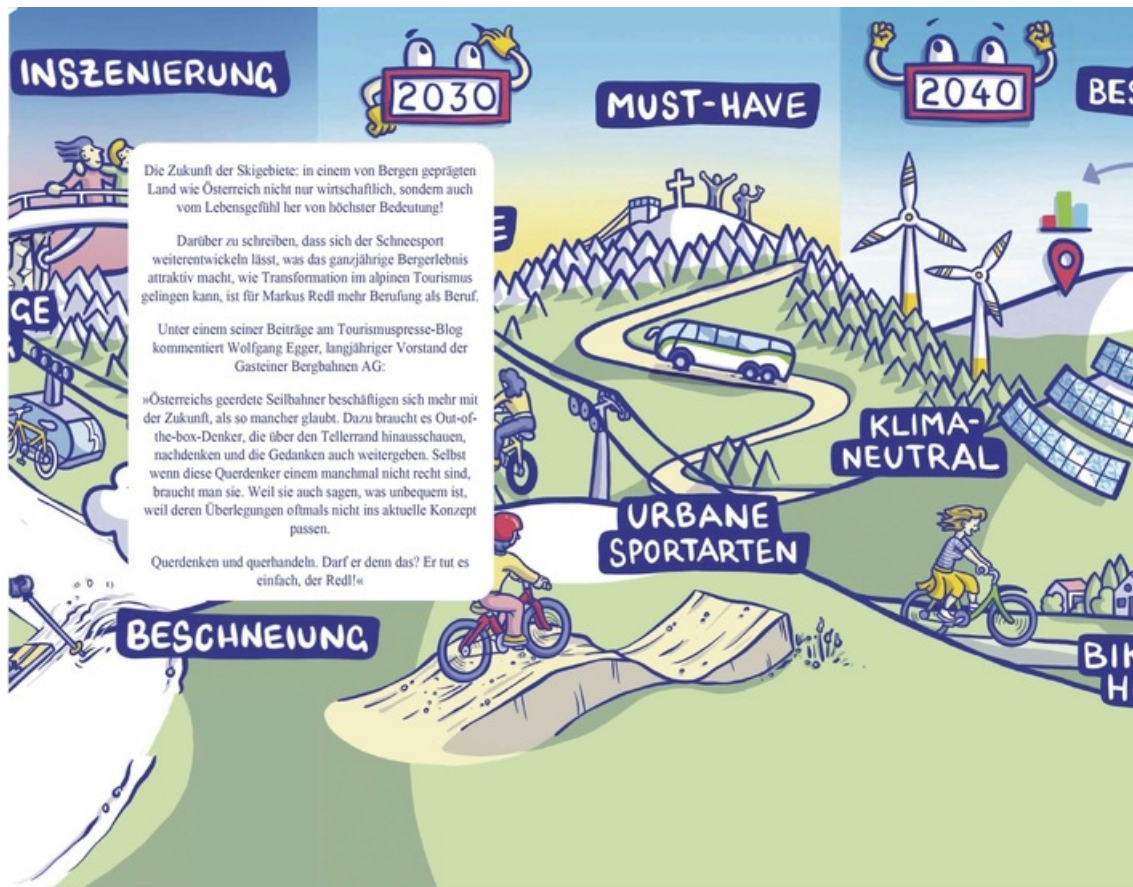 INSZENIERUNG
2030
MUST-HAVE
2040
Die Zukunft der Skigebiete: in einem von Bergen geprägten
Land wie Österreich nicht nur wirtschaftlich, sondern auch
vom Lebensgefühl her von höchster Bedeutung!
Darüber zu schreiben, dass sich der Schneesport
weiterentwickeln lässt, was das ganzjährige Bergerlebnis
attraktiv macht, wie Transformation im alpinen Tourismus
gelingen kann, ist für Markus Redl mehr Berufung als Beruf.
Unter einem seiner Beiträge am Tourismuspresse-Blog
kommentiert Wolfgang Egger, langjähriger Vorstand der
Gasteiner Bergbahnen AG:
»Österreichs geerdete Seilbahner beschäftigen sich mehr mit
der Zukunft, als so mancher glaubt. Dazu braucht es Out-of-
the-box-Denker, die über den Tellerrand hinausschauen,
nachdenken und die Gedanken auch weitergeben. Selbst
wenn diese Querdenker einem manchmal nicht recht sind,
braucht man sie. Weil sie auch sagen, was unbequem ist,
weil deren Überlegungen oftmals nicht ins aktuelle Konzept
passen.
Querdenken und querhandeln. Darf er denn das? Er tut es
einfach, der Redl!«
KLIMA-
NEUTRAL
URBANE
SPORTARTEN
BESCHNEIUNG